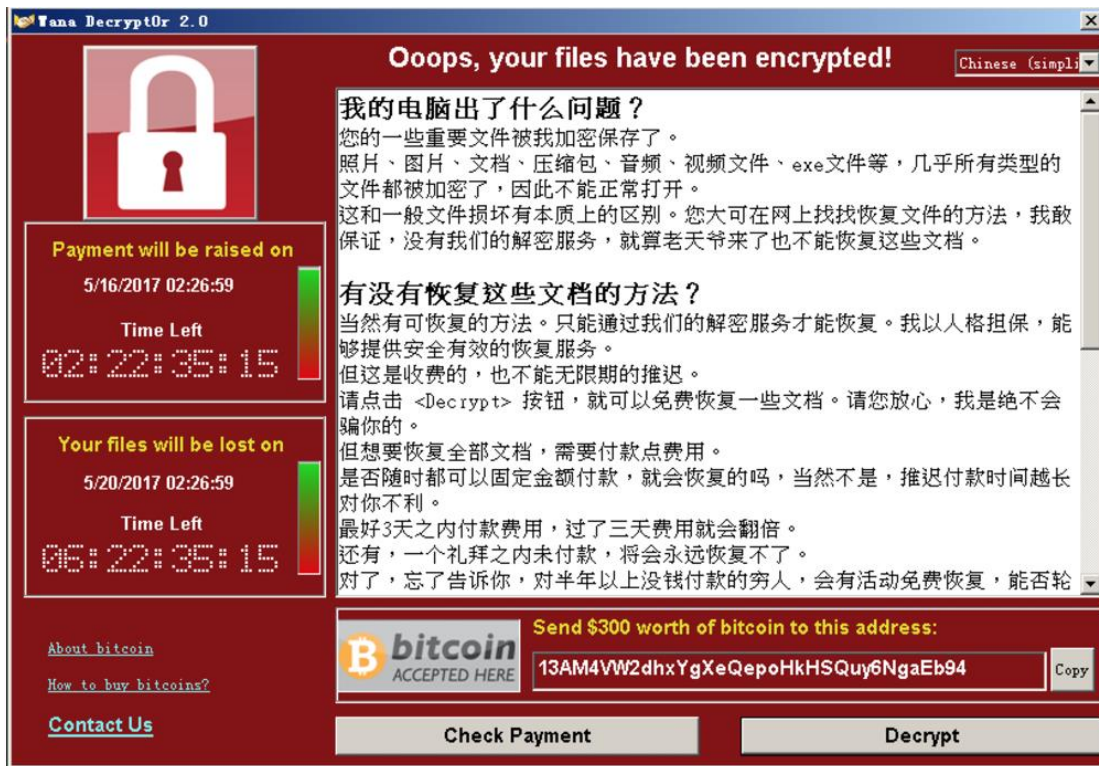 Wana Decrypt0r 2.0
Ooops, your files have been encrypted!
Chinese (simpli
我的电脑出了什么问题？
您的一些重要文件被我加密保存了。
照片、图片、文档、压缩包、音频、视频文件、exe文件等，几乎所有类型的
文件都被加密了，因此不能正常打开。
这和一般文件损坏有本质上的区别。您大可在网上找找恢复文件的方法，我敢
保证，没有我们的解密服务，就算老天爷来了也不能恢复这些文档。
有没有恢复这些文档的方法？
当然有可恢复的方法。只能通过我们的解密服务才能恢复。我以人格担保，能
够提供安全有效的恢复服务。
但这是收费的，也不能无限期的推迟。
请点击 <Decrypt> 按钮，就可以免费恢复一些文档。请您放心，我是绝不会
骗你的。
但想要恢复全部文档，需要付款点费用。
是否随时都可以固定金额付款，就会恢复的吗，当然不是，推迟付款时间越长
对你不利。
最好3天之内付款费用，过了三天费用就会翻倍。
还有，一个礼拜之内未付款，将会永远恢复不了。
对了，忘了告诉你，对半年以上没钱付款的穷人，会有活动免费恢复，能否轮
Payment will be raised on
5/16/2017 02:26:59
Time Left
02:22:35:15
Your files will be lost on
5/20/2017 02:26:59
Time Left
06:22:35:15
About bitcoin
How to buy bitcoins?
Contact Us
bitcoin
ACCEPTED HERE
Send $300 worth of bitcoin to this address:
13AM4VW2dhxYgXeQepoHkHSQuy6NgaEb94
Copy
Check Payment
Decrypt